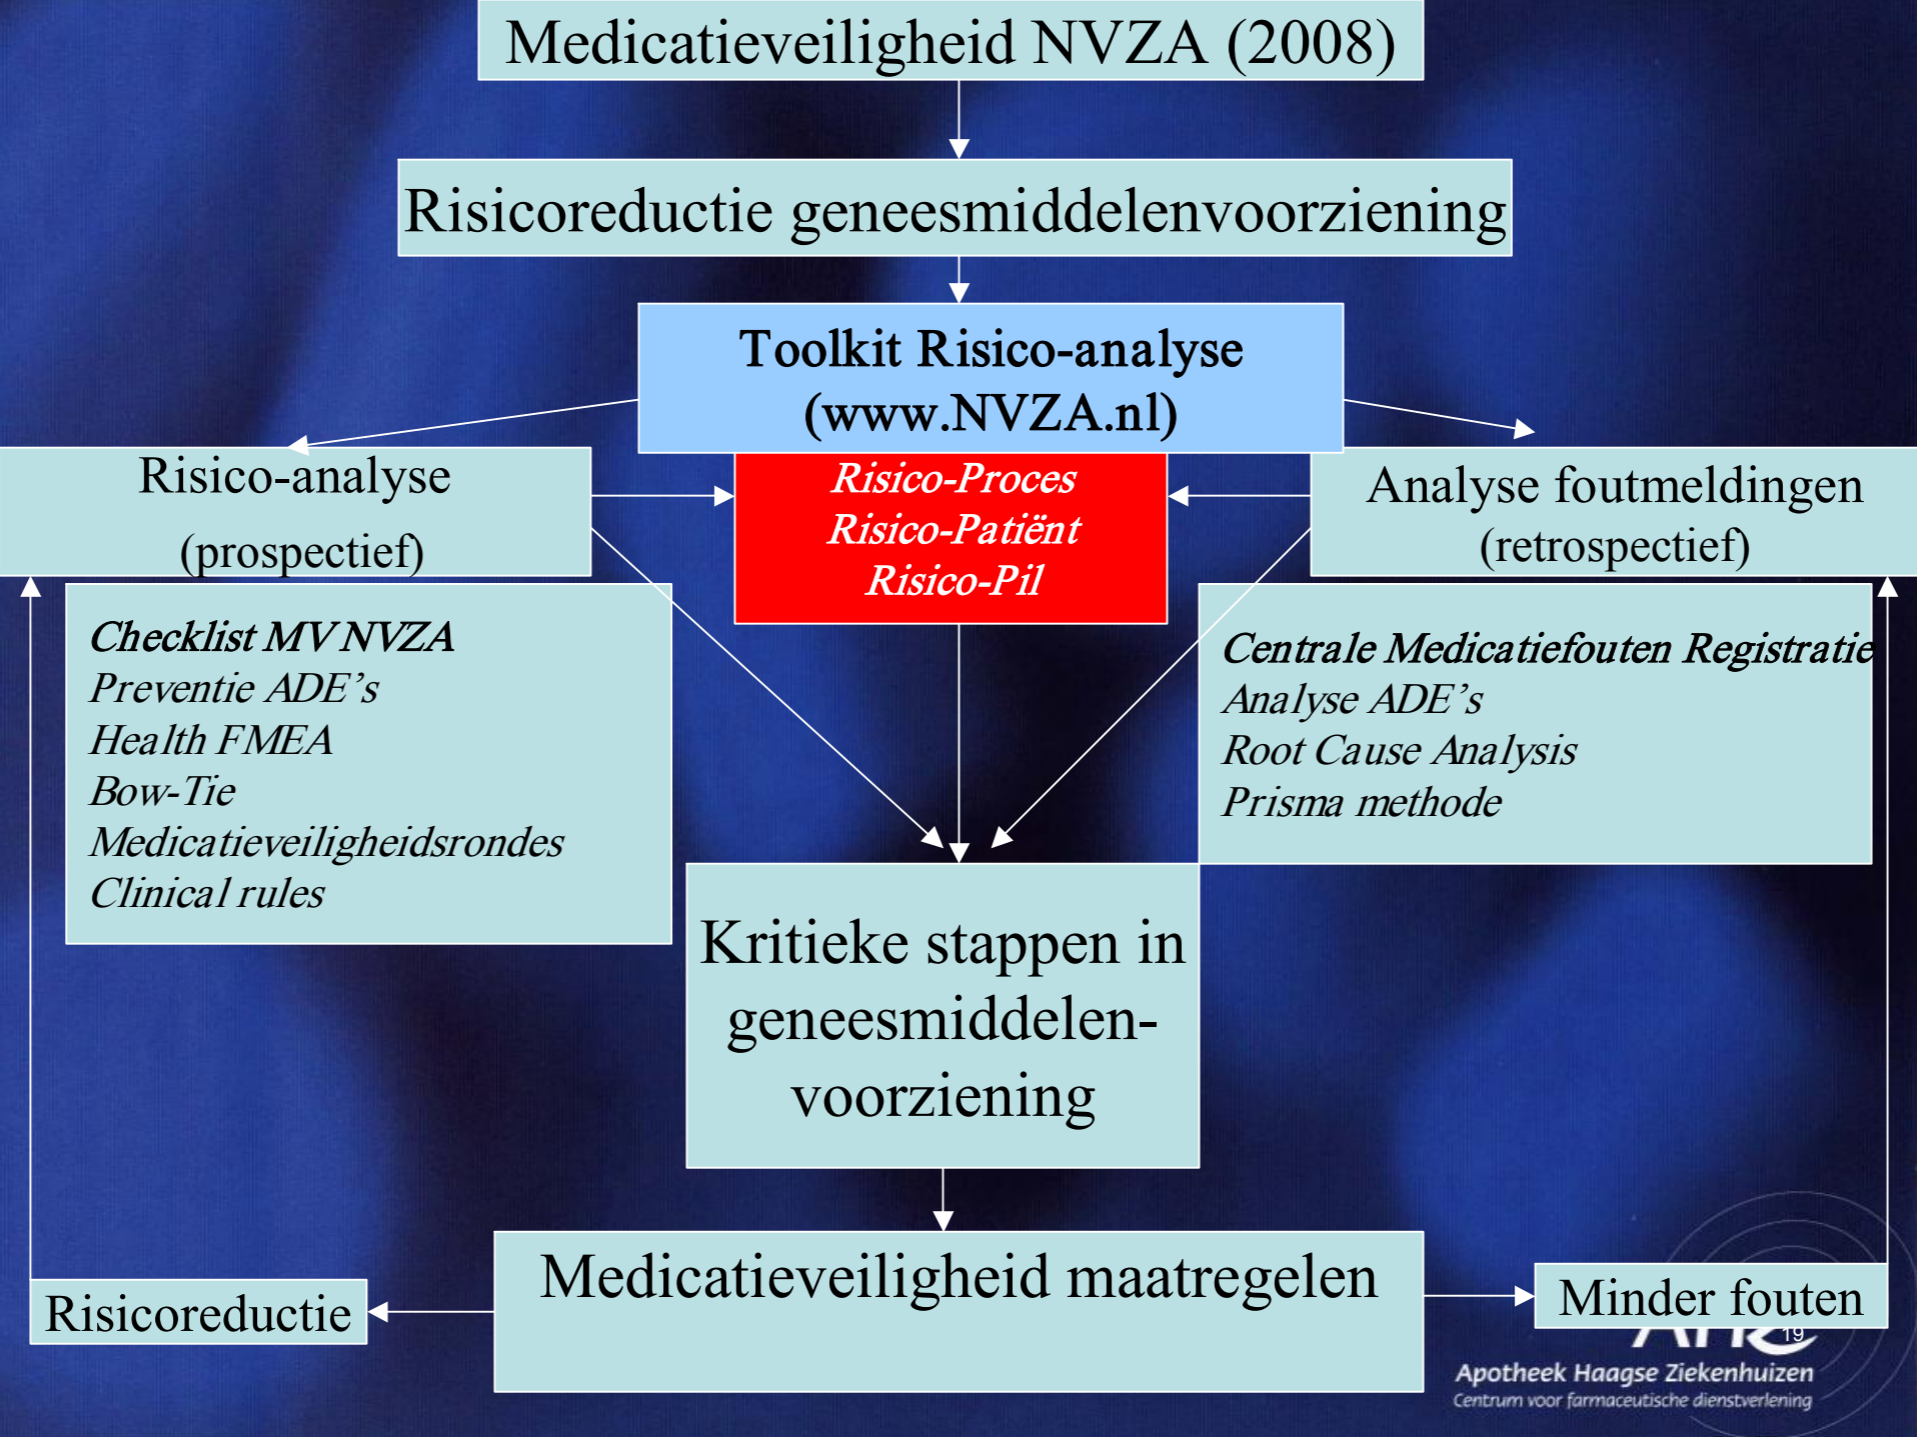 Medicatieveiligheid NVZA (2008)
Risicoreductie geneesmiddelenvoorziening
Toolkit Risico-analyse
(www.NVZA.nl)
Risico-analyse
(prospectief)
Risico-Proces
Risico-Patiënt
Risico-Pil
Analyse foutmeldingen
(retrospectief)
Checklist MV NVZA
Preventie ADE’s
Health FMEA
Bow-Tie
Medicatieveiligheidsrondes
Clinical rules
Centrale Medicatiefouten Registratie
Analyse ADE’s
Root Cause Analysis
Prisma methode
Kritieke stappen in
geneesmiddelen-
voorziening
Medicatieveiligheid maatregelen
Risicoreductie
Minder fouten
19
Apotheek Haagse Ziekenhuizen
Centrum voor farmaceutische dienstverlening